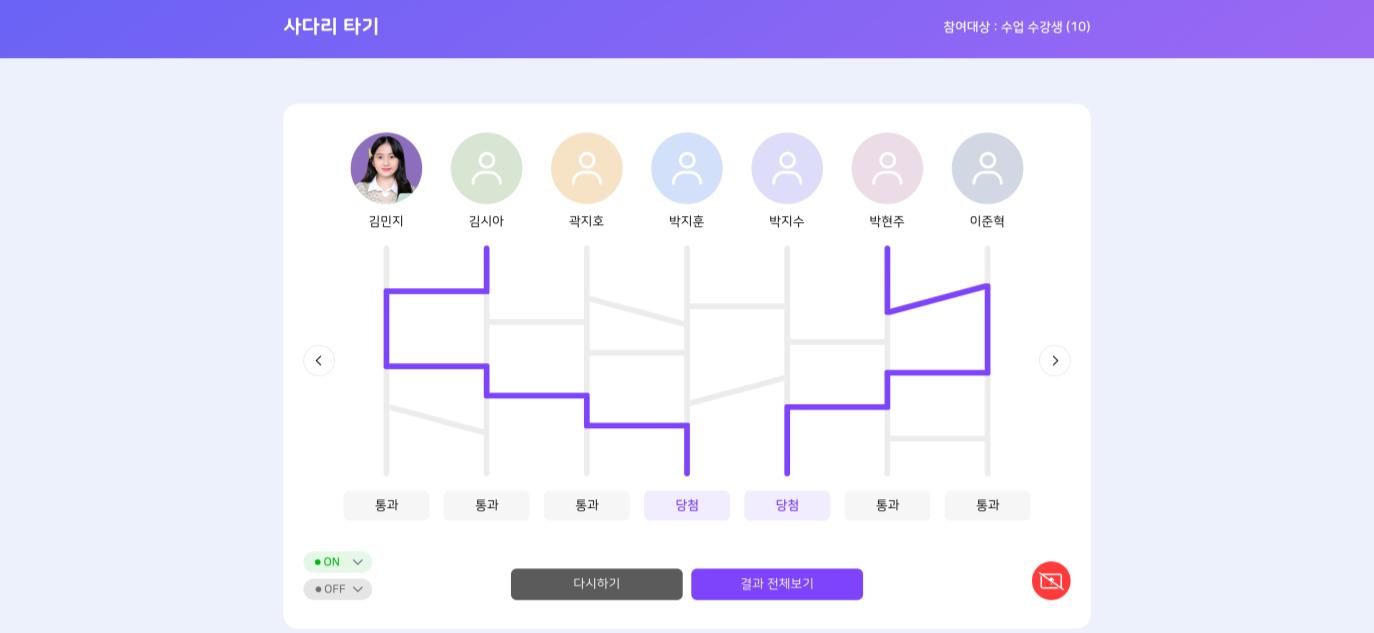 사다리 타기
참여대상 : 수업 수강생 (10)
김민지
김시아
곽지호
박지훈
박지수
박현주
이준혁
통과
통과
통과
당첨
당첨
통과
통과
ON
OFF
다시하기
결과 전체보기